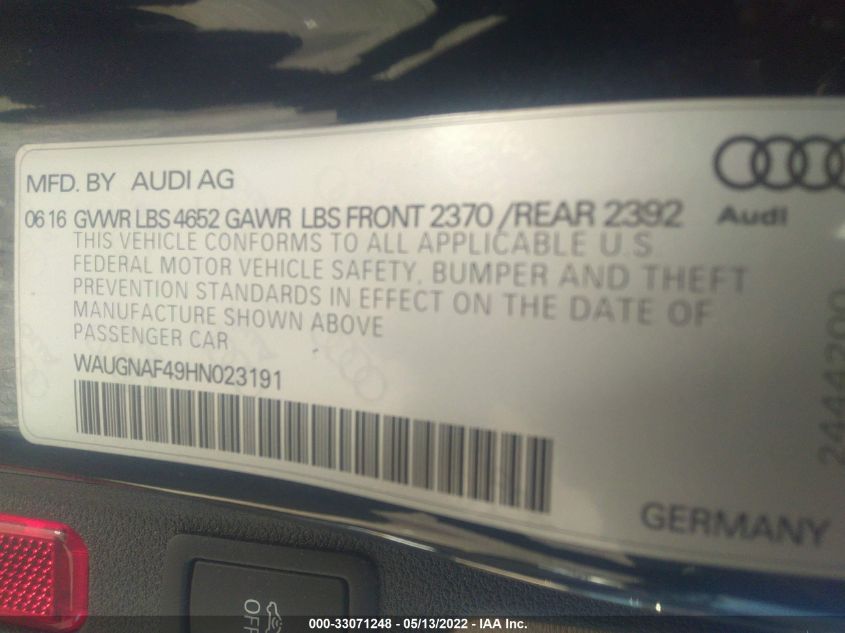 MFD. BY AUDI AG
Audi
06 16 GVWR LBS 4652 GAWR LBS FRONT 2370 /REAR 2392
THIS VEHICLE CONFORMS TO ALL APPLICABLE U.S
FEDERAL MOTOR VEHICLE SAFETY, BUMPER AND THEFT
PREVENTION STANDARDS IN EFFECT ON THE DATE OF
MANUFACTURE SHOWN ABOVE
PASSENGER CAR
WAUGNAF49HN023191
2444200
GERMANY
OFF
000-33071248 - 05/13/2022 - IAA Inc.